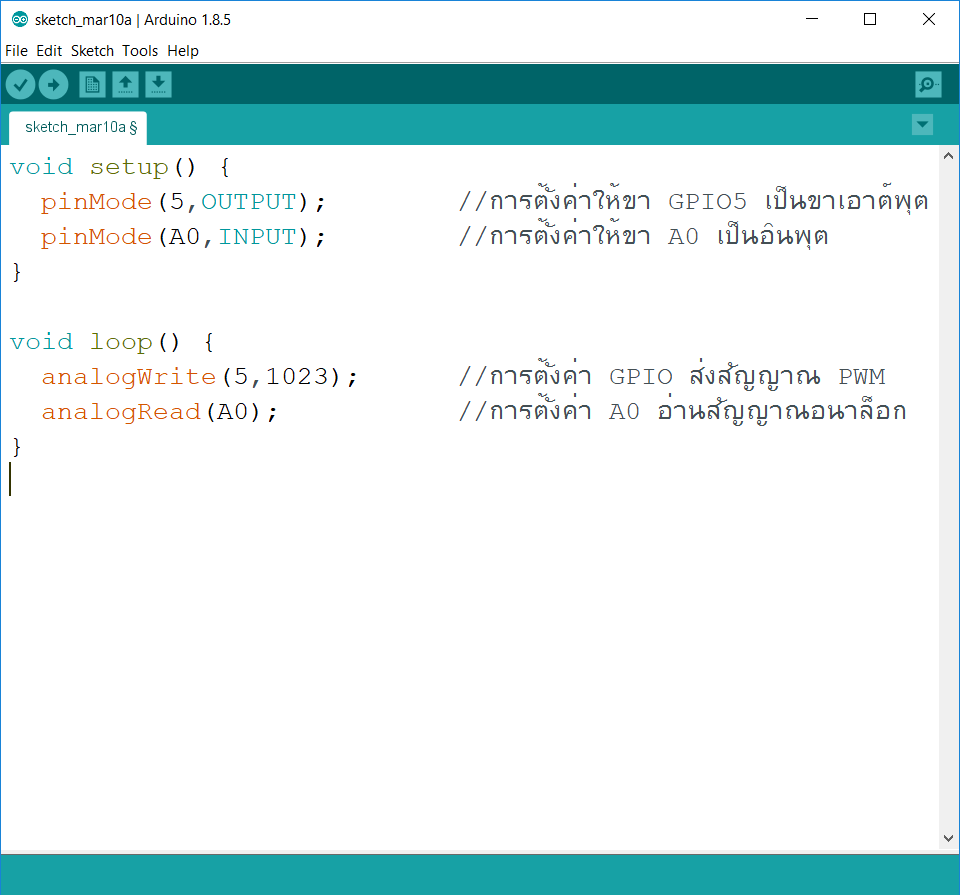 sketch_mar10a | Arduino 1.8.5
File Edit Sketch Tools Help
sketch_mar10a §
void setup() {
  pinMode(5,OUTPUT);        //การตั้งค่าให้ขา GPIO5 เป็นขาเอาต์พุต
  pinMode(A0,INPUT);        //การตั้งค่าให้ขา A0 เป็นอินพุต
}
void loop() {
  analogWrite(5,1023);      //การตั้งค่า GPIO ส่งสัญญาณ PWM
  analogRead(A0);           //การตั้งค่า A0 อ่านสัญญาณอนาล็อก
}